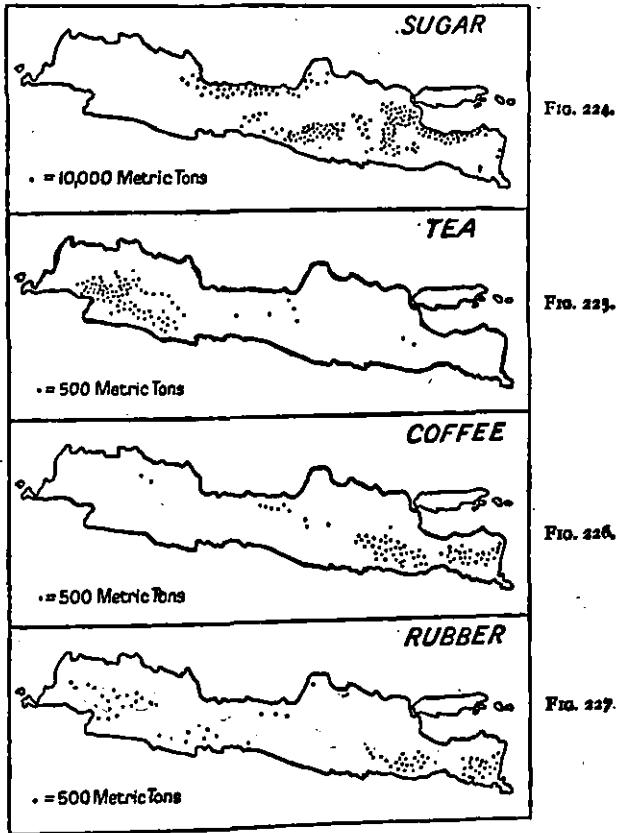 SUGAR
FIG. 224.
• = 10,000 Metric Tons
TEA
FIG. 225.
• = 500 Metric Tons
COFFEE
FIG. 226.
• = 500 Metric Tons
RUBBER
FIG. 227.
• = 500 Metric Tons